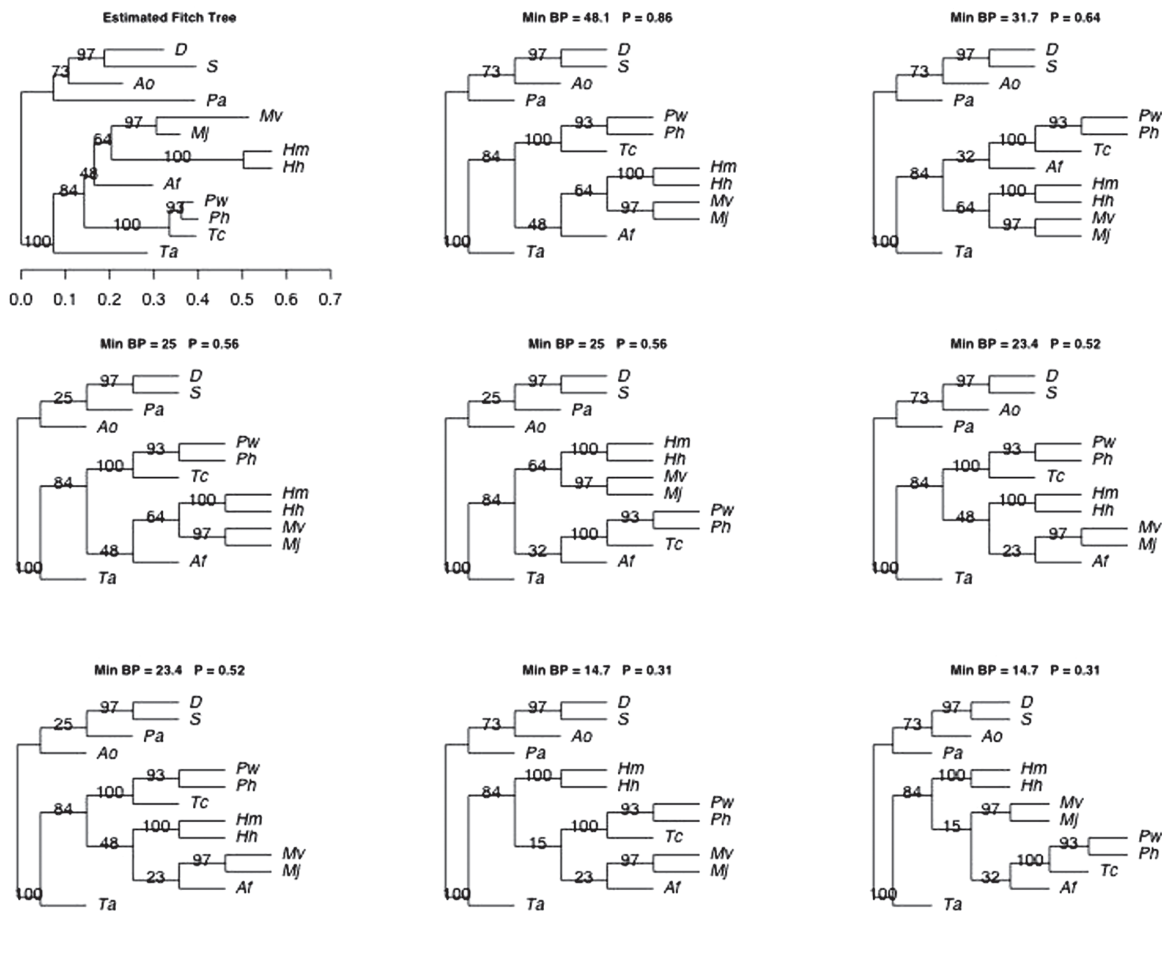 Estimated Fitch Tree
97
D
S
73
Ao
Pa
97
Mv
Mj
64
100
Hm
Hh
48
Af
84
93
Pw
Ph
100
Tc
100
Ta
0.0 0.1 0.2 0.3 0.4 0.5 0.6 0.7
Min BP = 48.1 P = 0.86
97
D
S
73
Ao
Pa
93
Pw
Ph
100
Tc
84
100
Hm
Hh
64
97
Mv
Mj
48
Af
100
Ta
Min BP = 31.7 P = 0.64
97
D
S
73
Ao
Pa
93
Pw
Ph
100
Tc
32
Af
84
100
Hm
Hh
64
97
Mv
Mj
100
Ta
Min BP = 25 P = 0.56
97
D
S
25
Pa
Ao
93
Pw
Ph
100
Tc
84
100
Hm
Hh
64
97
Mv
Mj
48
Af
100
Ta
Min BP = 25 P = 0.56
97
D
S
25
Pa
Ao
100
Hm
Hh
64
97
Mv
Mj
84
93
Pw
Ph
100
Tc
32
Af
100
Ta
Min BP = 23.4 P = 0.52
97
D
S
73
Ao
Pa
93
Pw
Ph
100
Tc
84
100
Hm
Hh
48
97
Mv
Mj
23
Af
100
Ta
Min BP = 23.4 P = 0.52
97
D
S
25
Pa
Ao
93
Pw
Ph
100
Tc
84
100
Hm
Hh
48
97
Mv
Mj
23
Af
100
Ta
Min BP = 14.7 P = 0.31
97
D
S
73
Ao
Pa
100
Hm
Hh
84
93
Pw
Ph
100
Tc
15
97
Mv
Mj
23
Af
100
Ta
Min BP = 14.7 P = 0.31
97
D
S
73
Ao
Pa
100
Hm
Hh
84
97
Mv
Mj
15
93
Pw
Ph
100
Tc
32
Af
100
Ta